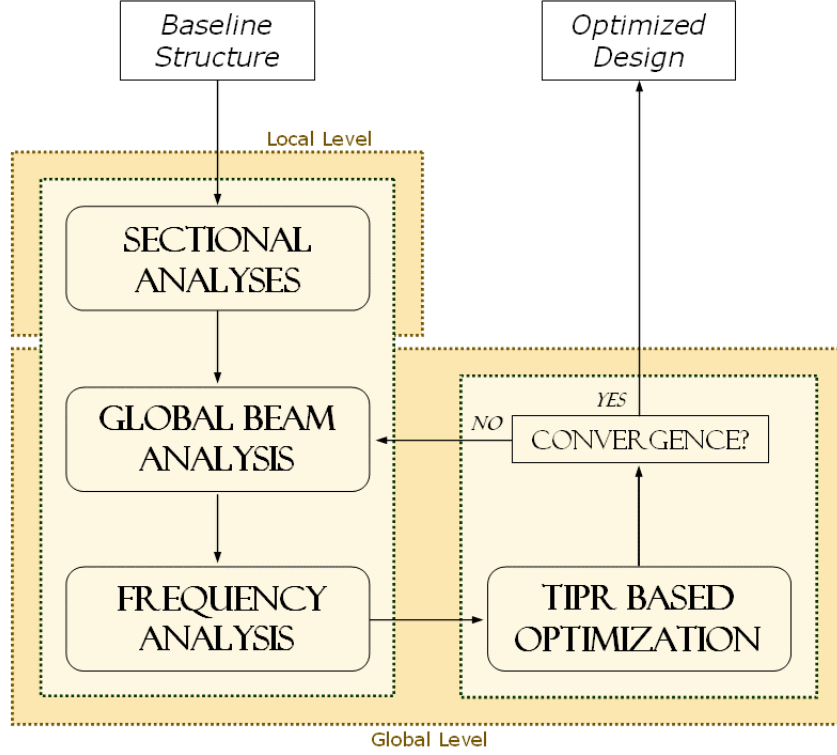 Baseline
Structure
Optimized
Design
Local Level
SECTIONAL
ANALYSES
GLOBAL BEAM
ANALYSIS
FREQUENCY
ANALYSIS
YES
NO
CONVERGENCE?
TIPR BASED
OPTIMIZATION
Global Level